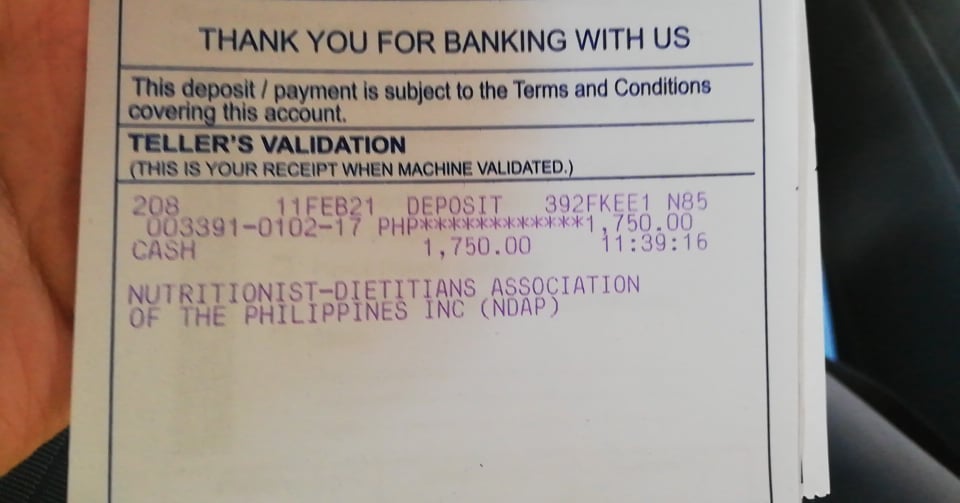 THANK YOU FOR BANKING WITH US
This deposit / payment is subject to the Terms and Conditions
covering this account.
TELLER'S VALIDATION
(THIS IS YOUR RECEIPT WHEN MACHINE VALIDATED.)
208 11FEB21 DEPOSIT 392FKEE1 N85
003391-0102-17 PHP************1,750.00
CASH 1,750.00 11:39:16
NUTRITIONIST-DIETITIANS ASSOCIATION
OF THE PHILIPPINES INC (NDAP)